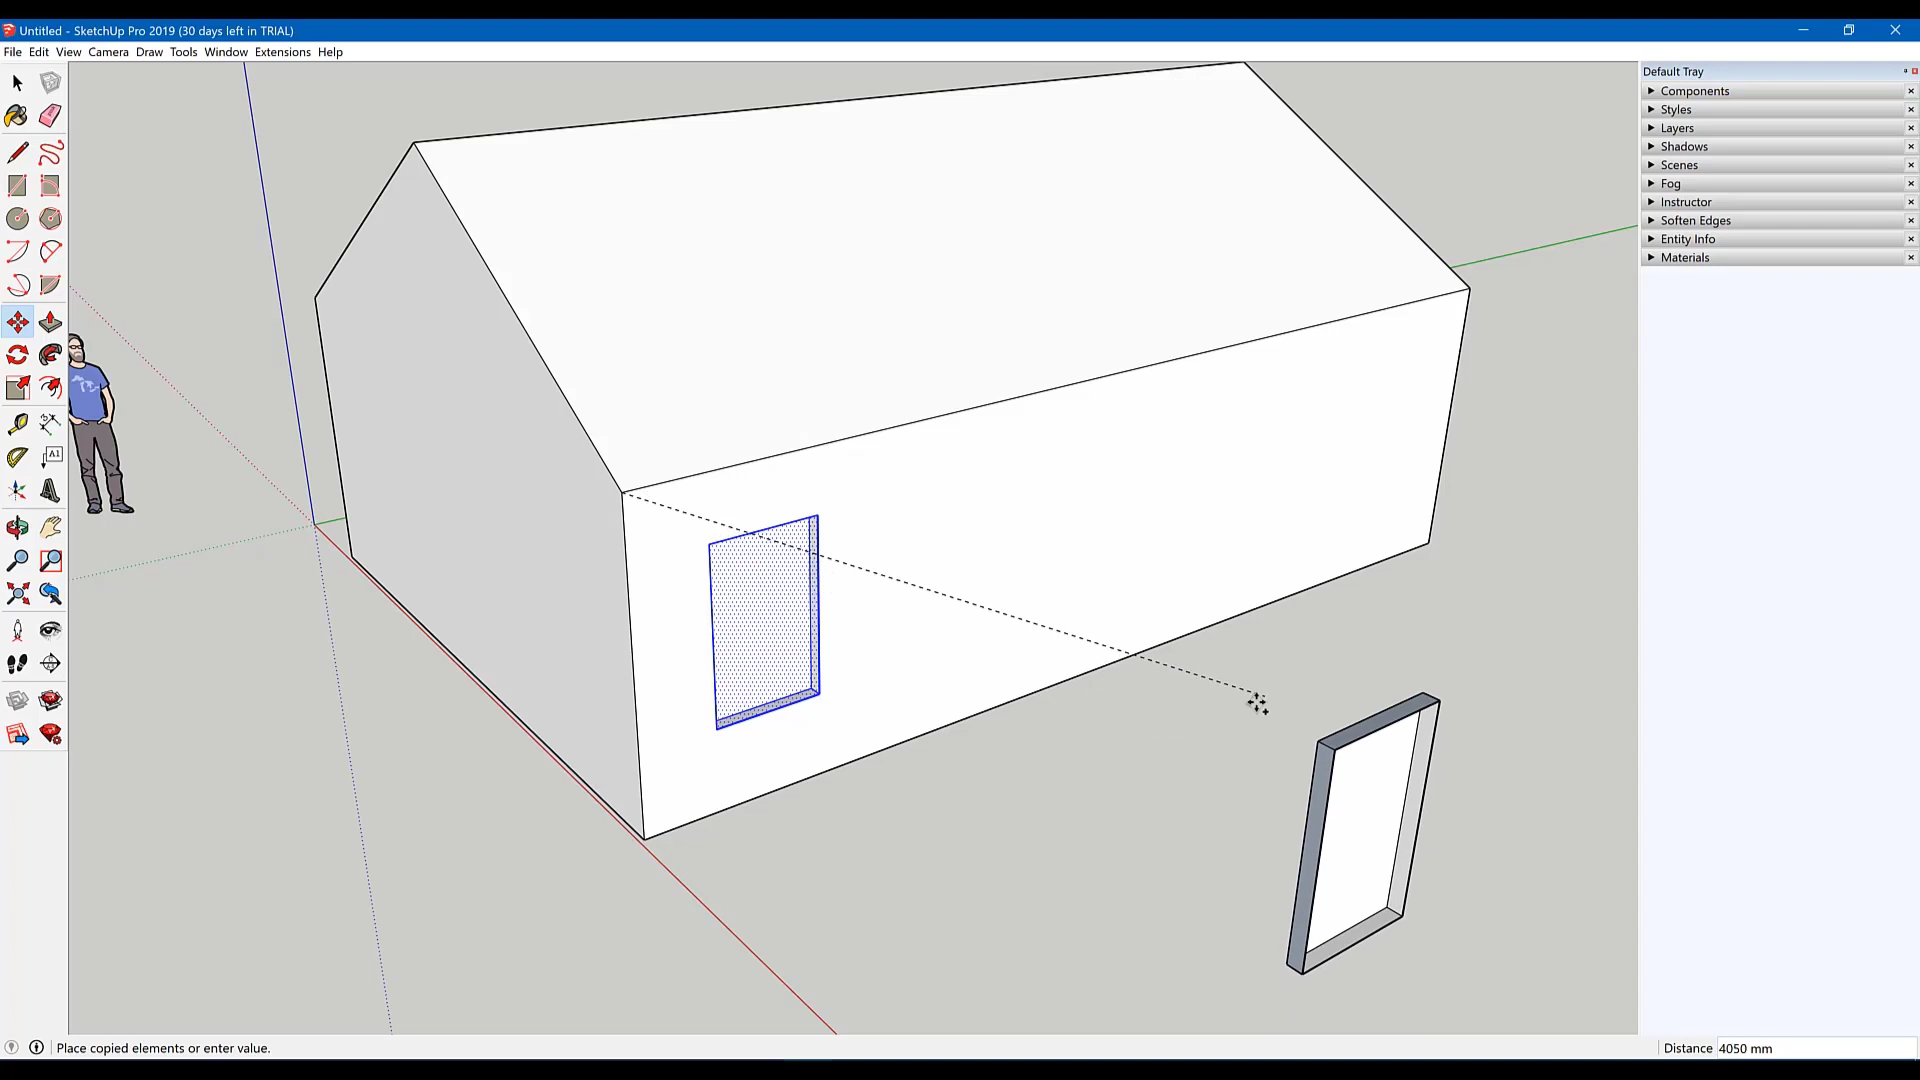 Untitled - SketchUp Pro 2019 (30 days left in TRIAL)
File Edit View Camera Draw Tools Window Extensions Help
Default Tray
Components
Styles
Layers
Shadows
Scenes
Fog
Instructor
Soften Edges
Entity Info
Materials
A1
Place copied elements or enter value.
Distance 4050 mm